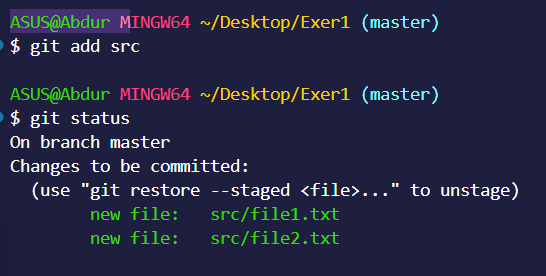 ASUS@Abdur MINGW64 ~/Desktop/Exer1 (master)
$ git add src
ASUS@Abdur MINGW64 ~/Desktop/Exer1 (master)
$ git status
On branch master
Changes to be committed:
  (use "git restore --staged <file>..." to unstage)
        new file:   src/file1.txt
        new file:   src/file2.txt